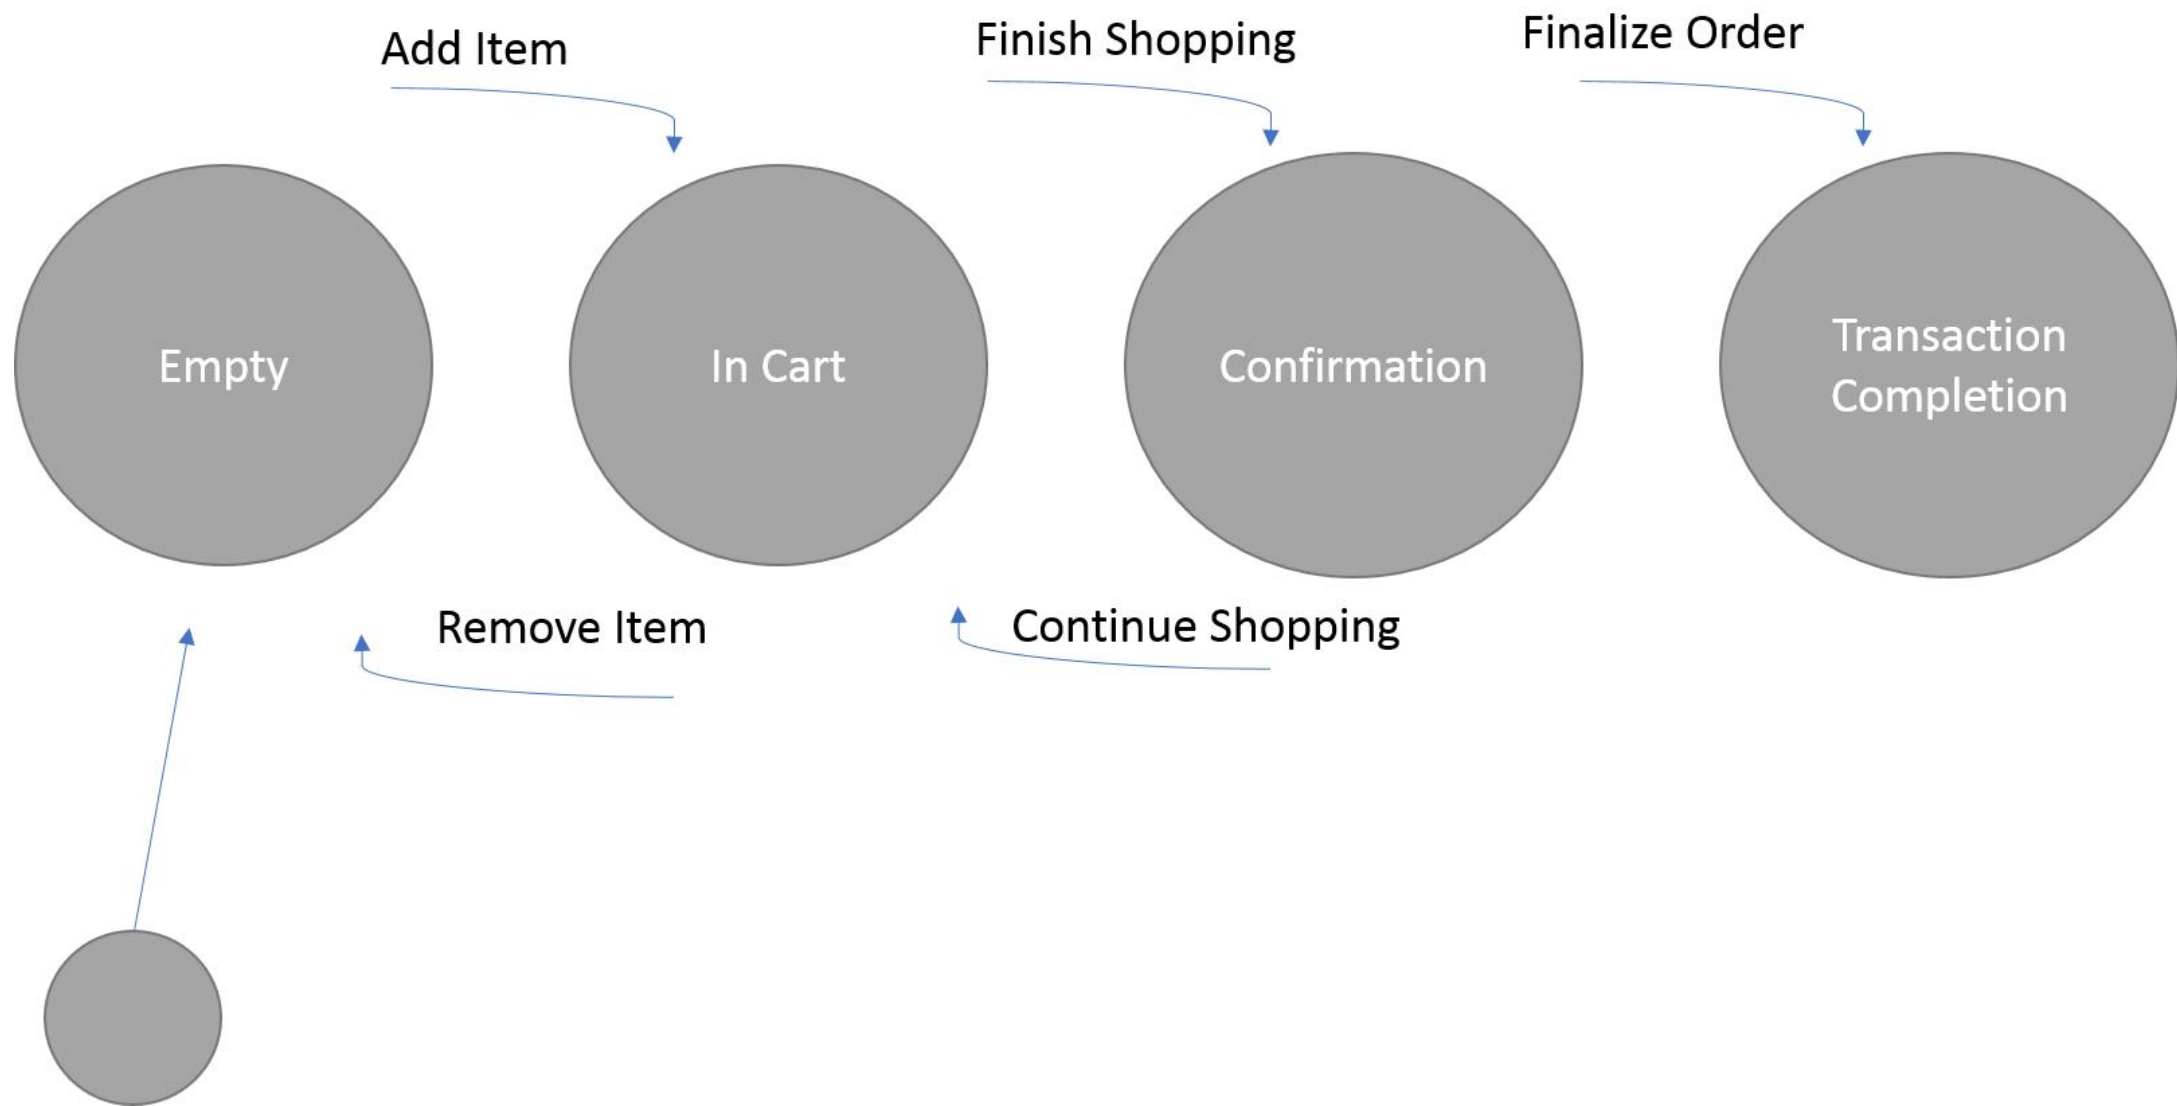 Add Item
Finish Shopping
Finalize Order
Empty
In Cart
Confirmation
Transaction
Completion
Remove Item
Continue Shopping